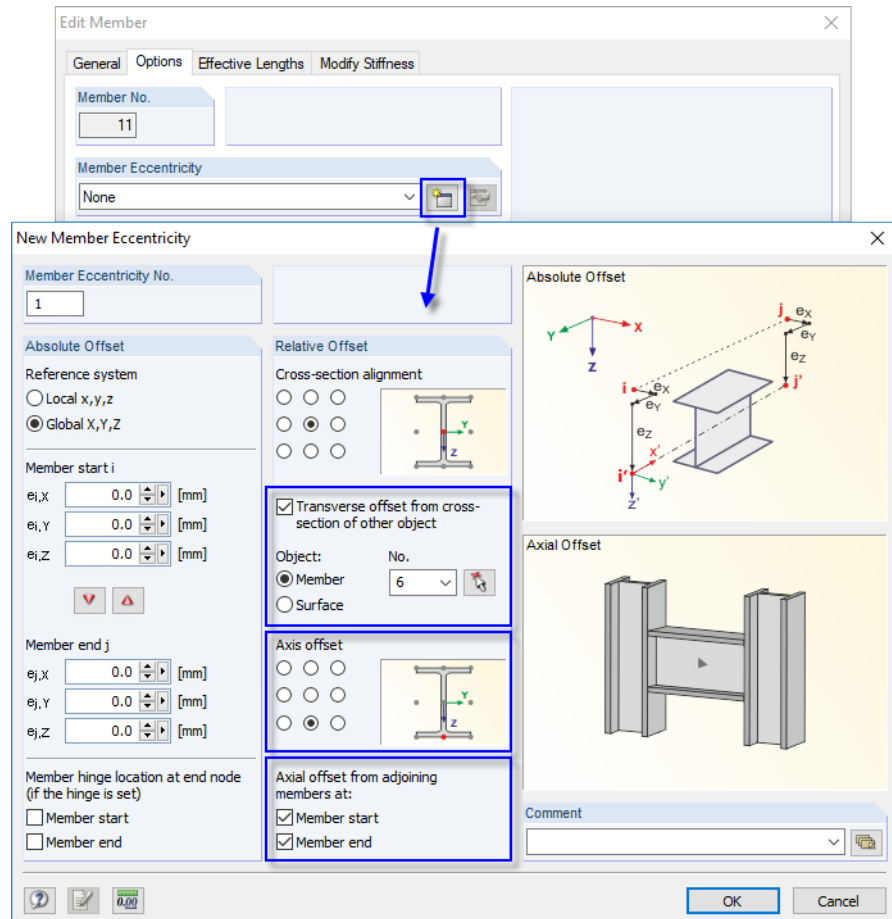 Edit Member
General Options Effective Lengths Modify Stiffness
Member No.
11
Member Eccentricity
None
New Member Eccentricity
Member Eccentricity No.
1
Absolute Offset
Reference system
Local x,y,z
Global X,Y,Z
Member start i
ei,X 0.0 [mm]
ei,Y 0.0 [mm]
ei,Z 0.0 [mm]
Member end j
ej,X 0.0 [mm]
ej,Y 0.0 [mm]
ej,Z 0.0 [mm]
Member hinge location at end node
(if the hinge is set)
Member start
Member end
Relative Offset
Cross-section alignment
Y
z
Transverse offset from cross-
section of other object
Object: No.
Member 6
Surface
Axis offset
Y
z
Axial offset from adjoining
members at:
Member start
Member end
Absolute Offset
Y X
Z
j eX
eY
eZ
j'
i eX
eY
eZ
x'
i' y'
z'
Axial Offset
Comment
0.00
OK Cancel